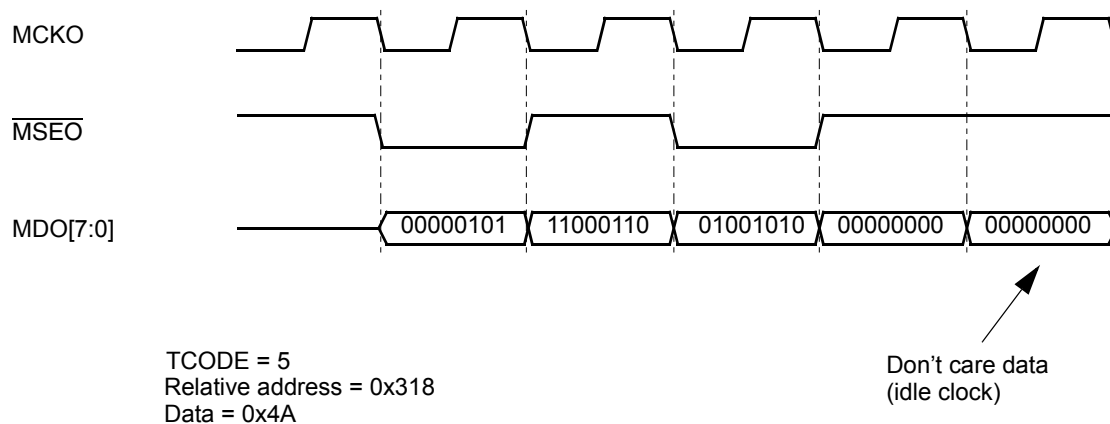 MCKO
MSEO
MDO[7:0]
00000101 11000110 01001010 00000000 00000000
TCODE = 5
Relative address = 0x318
Data = 0x4A
Don’t care data
(idle clock)